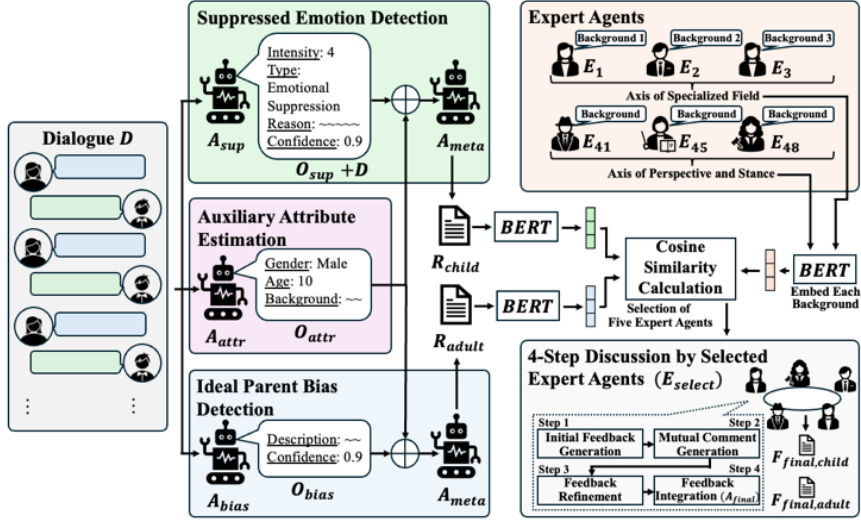 Dialogue D
⋮
⋮
Suppressed Emotion Detection
A_sup
Intensity: 4
Type:
Emotional
Suppression
Reason: ~~~~~
Confidence: 0.9
O_sup +D
A_meta
Auxiliary Attribute
Estimation
A_attr
Gender: Male
Age: 10
Background: ~~
O_attr
Ideal Parent Bias
Detection
A_bias
Description: ~~
Confidence: 0.9
O_bias
A_meta
R_child
BERT
R_adult
BERT
Cosine
Similarity
Calculation
Selection of
Five Expert Agents
Expert Agents
Background 1
Background 2
Background 3
E_1
E_2
E_3
Axis of Specialized Field
Background
Background
Background
E_41
E_45
E_48
Axis of Perspective and Stance
BERT
Embed Each
Background
4-Step Discussion by Selected
Expert Agents (E_select)
Step 1
Step 2
Initial Feedback
Generation
Mutual Comment
Generation
Step 3
Step 4
Feedback
Refinement
Feedback
Integration (A_final)
F_final,child
F_final,adult